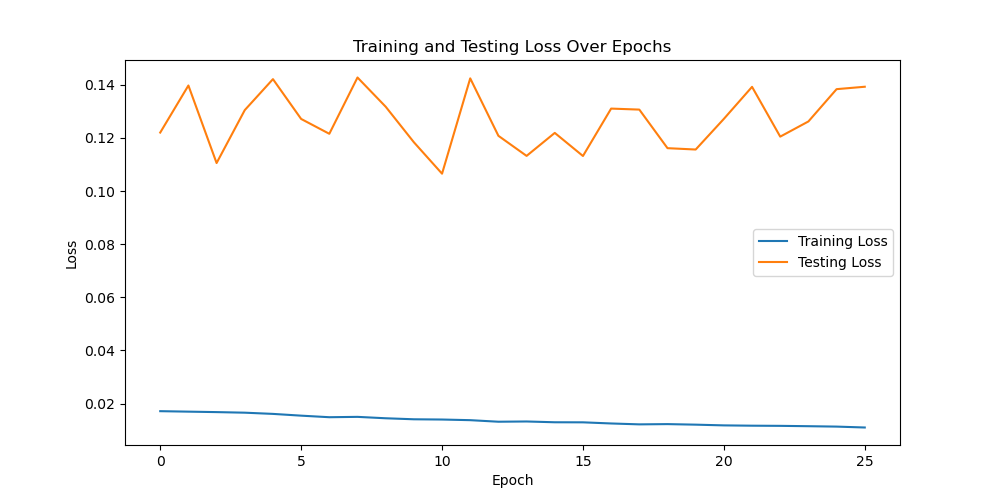 Training and Testing Loss Over Epochs
0.14
0.12
0.10
0.08
0.06
0.04
0.02
Loss
Training Loss
Testing Loss
0 5 10 15 20 25
Epoch